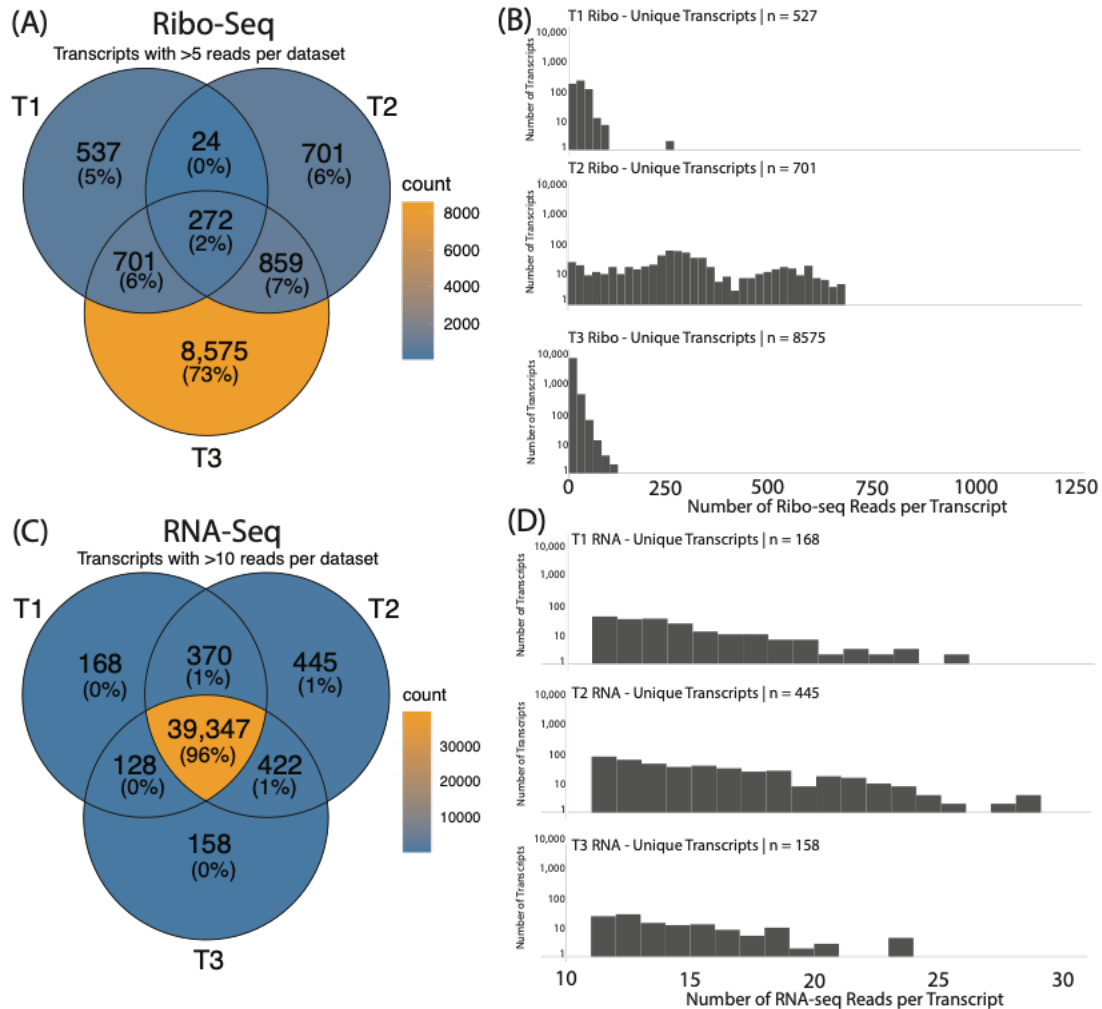 (A)
Ribo-Seq
Transcripts with >5 reads per dataset
T1
T2
537
(5%)
24
(0%)
701
(6%)
272
(2%)
701
(6%)
859
(7%)
8,575
(73%)
T3
count
8000
6000
4000
2000
(B)
T1 Ribo - Unique Transcripts | n = 527
Number of Transcripts
10,000
1,000
100
10
1
T2 Ribo - Unique Transcripts | n = 701
Number of Transcripts
10,000
1,000
100
10
1
T3 Ribo - Unique Transcripts | n = 8575
Number of Transcripts
10,000
1,000
100
10
1
0 250 500 750 1000 1250
Number of Ribo-seq Reads per Transcript
(C)
RNA-Seq
Transcripts with >10 reads per dataset
T1
T2
168
(0%)
370
(1%)
445
(1%)
39,347
(96%)
128
(0%)
422
(1%)
158
(0%)
T3
count
30000
20000
10000
(D)
T1 RNA - Unique Transcripts | n = 168
Number of Transcripts
10,000
1,000
100
10
1
T2 RNA - Unique Transcripts | n = 445
Number of Transcripts
10,000
1,000
100
10
1
T3 RNA - Unique Transcripts | n = 158
Number of Transcripts
10,000
1,000
100
10
1
10 15 20 25 30
Number of RNA-seq Reads per Transcript